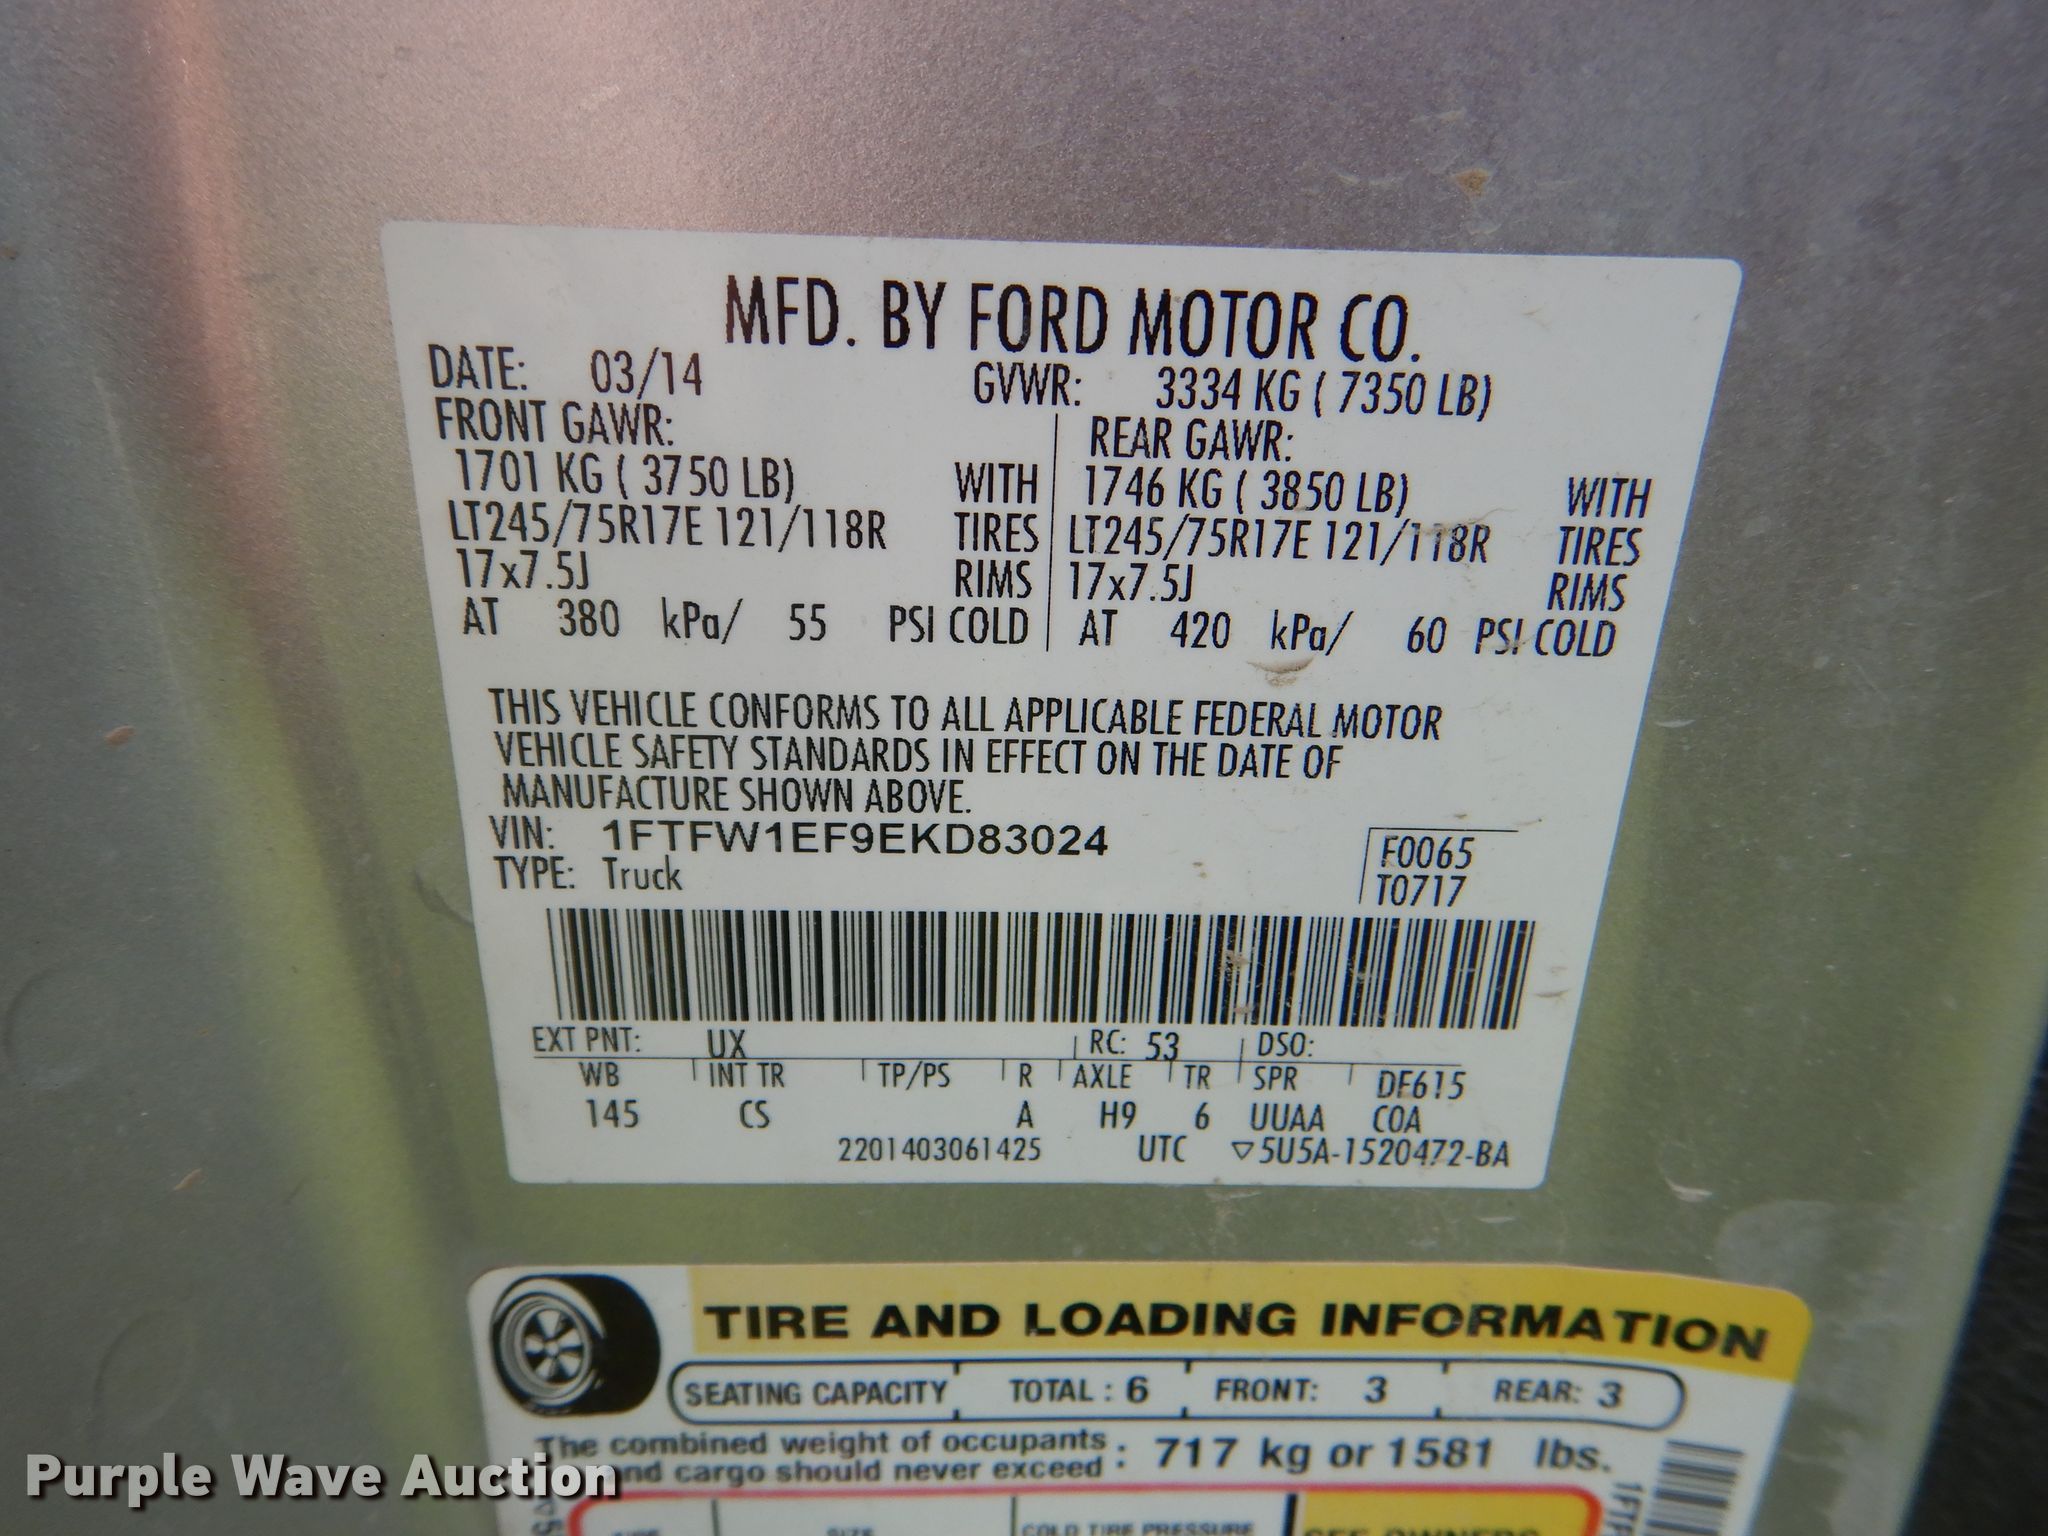 MFD. BY FORD MOTOR CO.
DATE: 03/14 GVWR: 3334 KG ( 7350 LB)
FRONT GAWR: REAR GAWR:
1701 KG ( 3750 LB) WITH 1746 KG ( 3850 LB) WITH
LT245/75R17E 121/118R TIRES LT245/75R17E 121/118R TIRES
17x7.5J RIMS 17x7.5J RIMS
AT 380 kPa/ 55 PSI COLD AT 420 kPa/ 60 PSI COLD
THIS VEHICLE CONFORMS TO ALL APPLICABLE FEDERAL MOTOR
VEHICLE SAFETY STANDARDS IN EFFECT ON THE DATE OF
MANUFACTURE SHOWN ABOVE.
VIN: 1FTFW1EF9EKD83024
TYPE: Truck
F0065
T0717
EXT PNT: UX RC: 53 DSO:
WB INT TR TP/PS R AXLE TR SPR DF615
145 CS A H9 6 UUAA C0A
2201403061425 UTC ▽5U5A-1520472-BA
TIRE AND LOADING INFORMATION
SEATING CAPACITY TOTAL : 6 FRONT: 3 REAR: 3
The combined weight of occupants : 717 kg or 1581 lbs.
and cargo should never exceed :
SIZE COLD TIRE PRESSURE SEE OWNERS
Purple Wave Auction